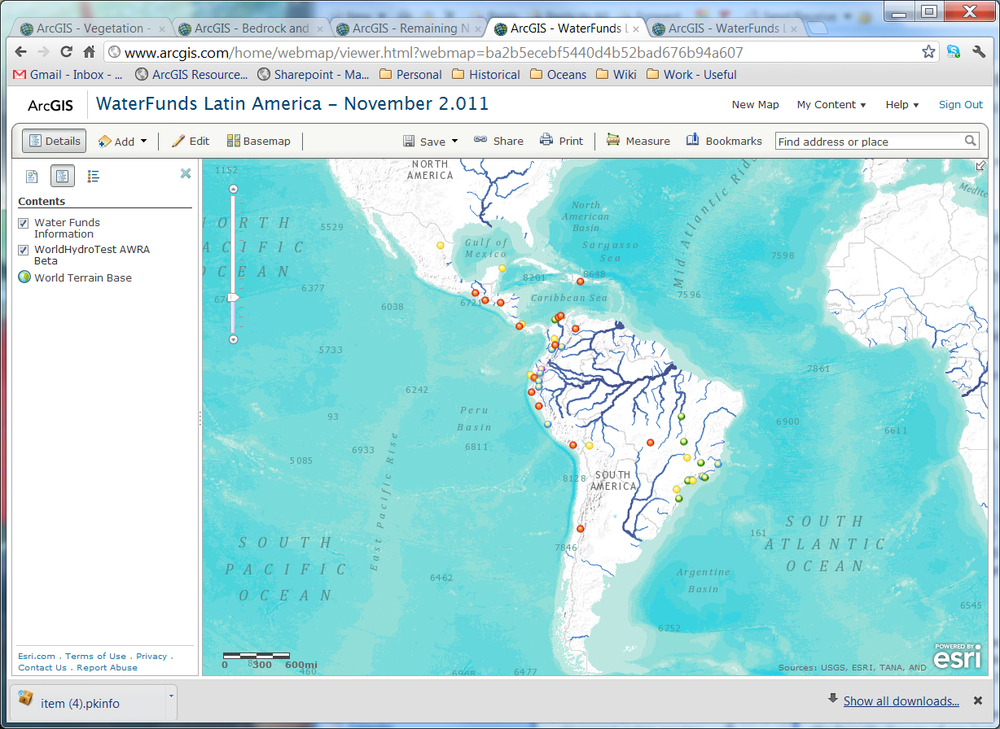 ArcGIS - Vegetation -
ArcGIS - Bedrock and
ArcGIS - Remaining N
ArcGIS - WaterFunds L
ArcGIS - WaterFunds L
www.arcgis.com/home/webmap/viewer.html?webmap=ba2b5ecebf5440d4b52bad676b94a607
Gmail - Inbox - ...
ArcGIS Resource...
Sharepoint - Ma...
Personal
Historical
Oceans
Wiki
Work - Useful
ArcGIS
WaterFunds Latin America – November 2.011
New Map
My Content
Help
Sign Out
Details
Add
Edit
Basemap
Save
Share
Print
Measure
Bookmarks
Find address or place
Contents
Water Funds
Information
WorldHydroTest AWRA
Beta
World Terrain Base
Esri.com . Terms of Use . Privacy .
Contact Us . Report Abuse
1152
NORTH
AMERICA
ORTH
PACIFIC
OCEAN
5529
North
American
Basin
Sargasso
Sea
Mid-Atlantic Ridge
Medite
Gulf of
Mexico
7598
8201
8648
6377
7596
Caribbean Sea
6721
6038
5733
7861
6242
93
Peru
Basin
6900
6611
6933
6811
5085
8128
SOUTH
AMERICA
East Pacific Rise
161
SOUTH
ATLANTIC
OCEAN
SOUTH
PACIFIC
OCEAN
7846
6462
Argentine
Basin
6545
6752
0 300 600mi
460
6968
6477
POWERED BY
esri
Sources: USGS, ESRI, TANA, AND
item (4).pkinfo
Show all downloads...